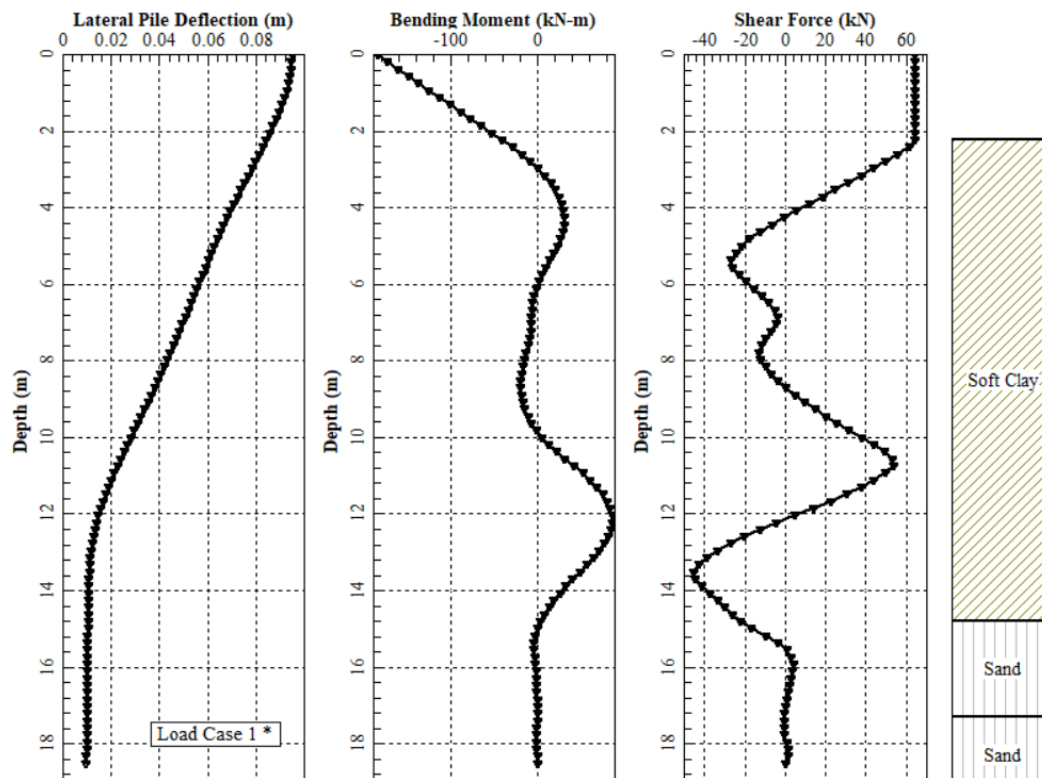 Lateral Pile Deflection (m)
0 0.02 0.04 0.06 0.08
Depth (m)
0
2
4
6
8
10
12
14
16
18
Load Case 1 *
Bending Moment (kN-m)
-100 0
Depth (m)
0
2
4
6
8
10
12
14
16
18
Shear Force (kN)
-40 -20 0 20 40 60
Depth (m)
0
2
4
6
8
10
12
14
16
18
Soft Clay
Sand
Sand